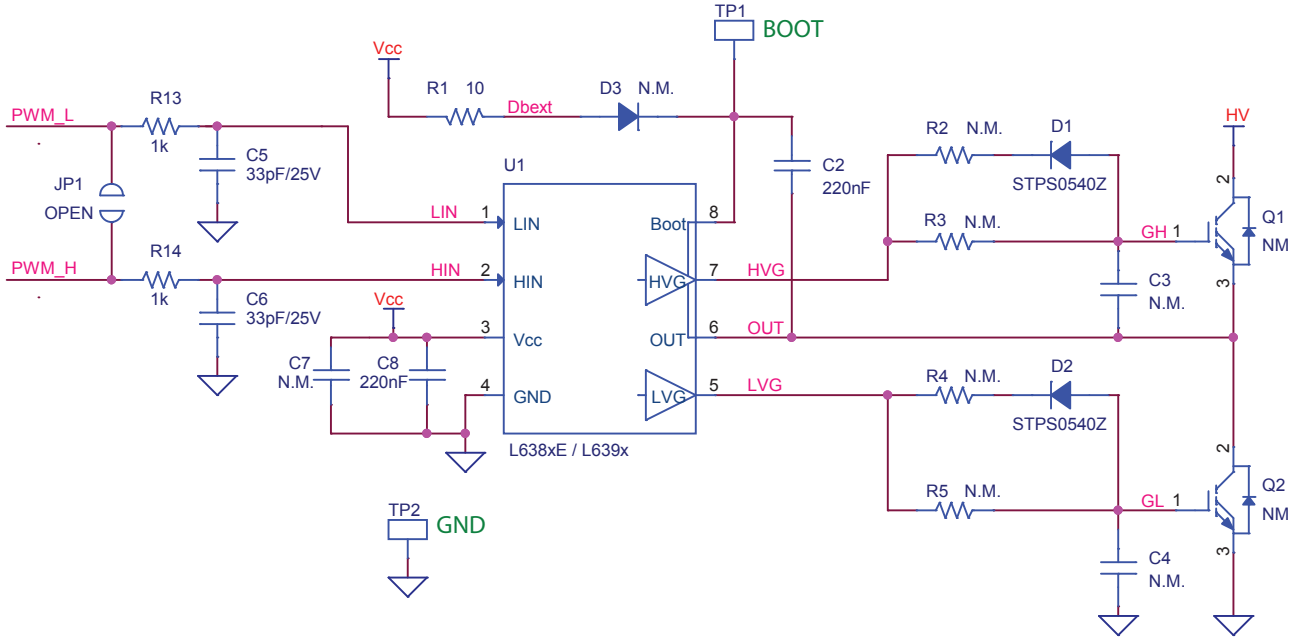 TP1
BOOT
Vcc
R1 10
Dbext
D3 N.M.
PWM_L
R13
1k
C5
33pF/25V
JP1
OPEN
PWM_H
R14
1k
C6
33pF/25V
LIN
1
HIN
2
Vcc
3
4
C7
N.M.
C8
220nF
U1
LIN
HIN
Vcc
GND
Boot
HVG
OUT
LVG
L638xE / L639x
8
7
6
5
HVG
OUT
LVG
C2
220nF
R2 N.M.
D1
STPS0540Z
R3 N.M.
GH
1
C3
N.M.
HV
2
Q1
NM
3
R4 N.M.
D2
STPS0540Z
R5 N.M.
GL
1
C4
N.M.
2
Q2
NM
3
TP2
GND